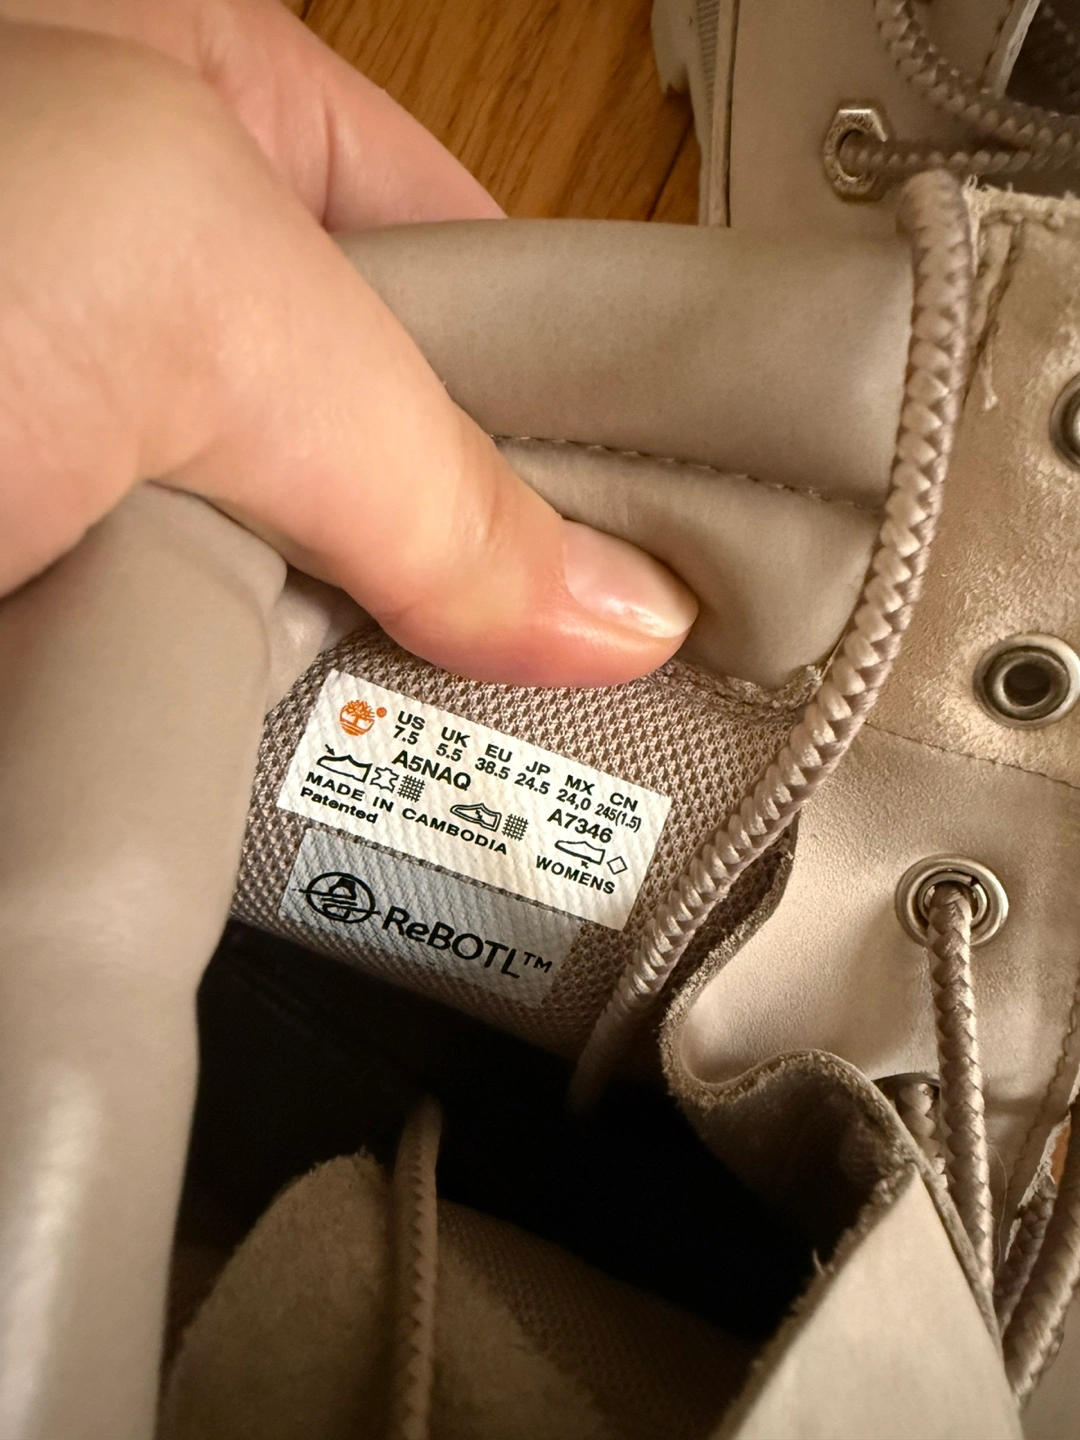 ®
US UK EU JP MX CN
7.5 5.5 38.5 24.5 24,0 245(1.5)
A5NAQ A7346
MADE IN CAMBODIA WOMENS
Patented
ReBOTL™